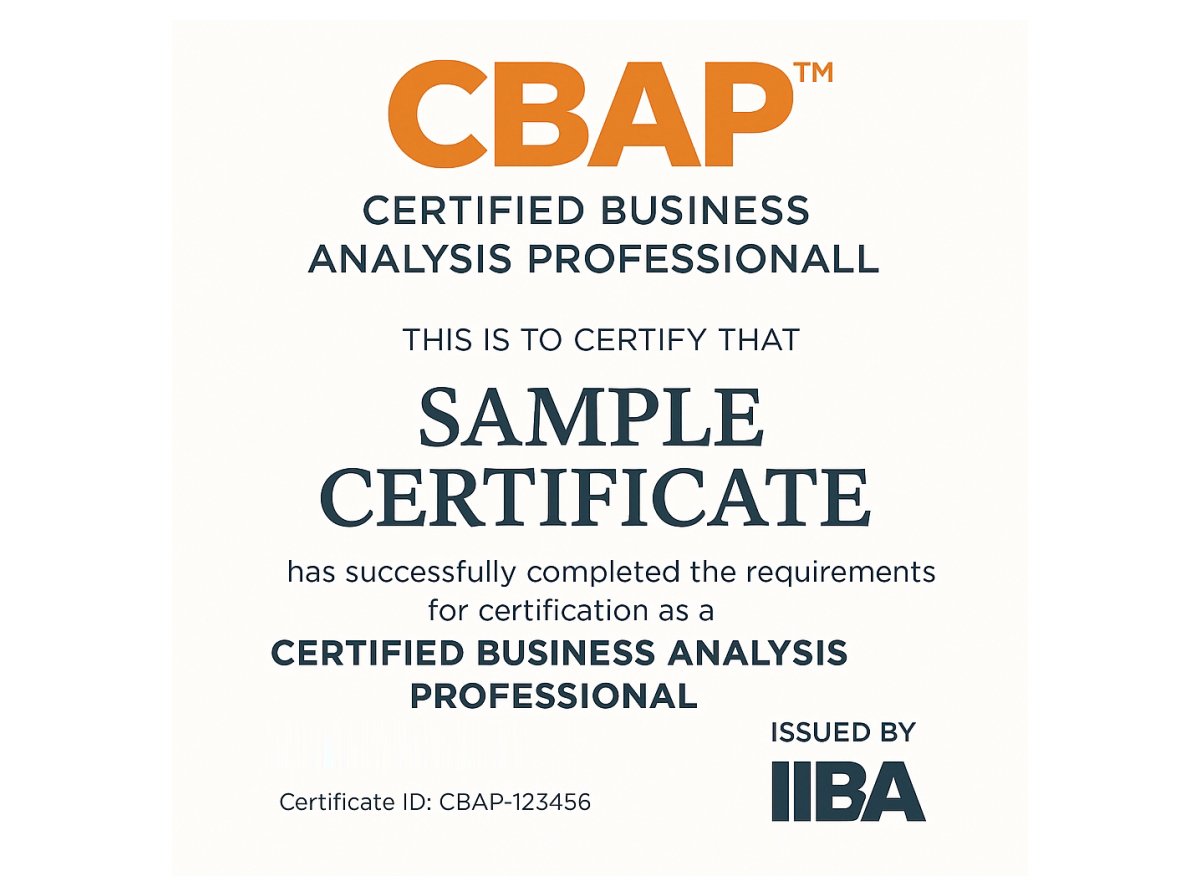 CBAP™
CERTIFIED BUSINESS
ANALYSIS PROFESSIONALL
THIS IS TO CERTIFY THAT
SAMPLE
CERTIFICATE
has successfully completed the requirements
for certification as a
CERTIFIED BUSINESS ANALYSIS
PROFESSIONAL
ISSUED BY
IIBA
Certificate ID: CBAP-123456